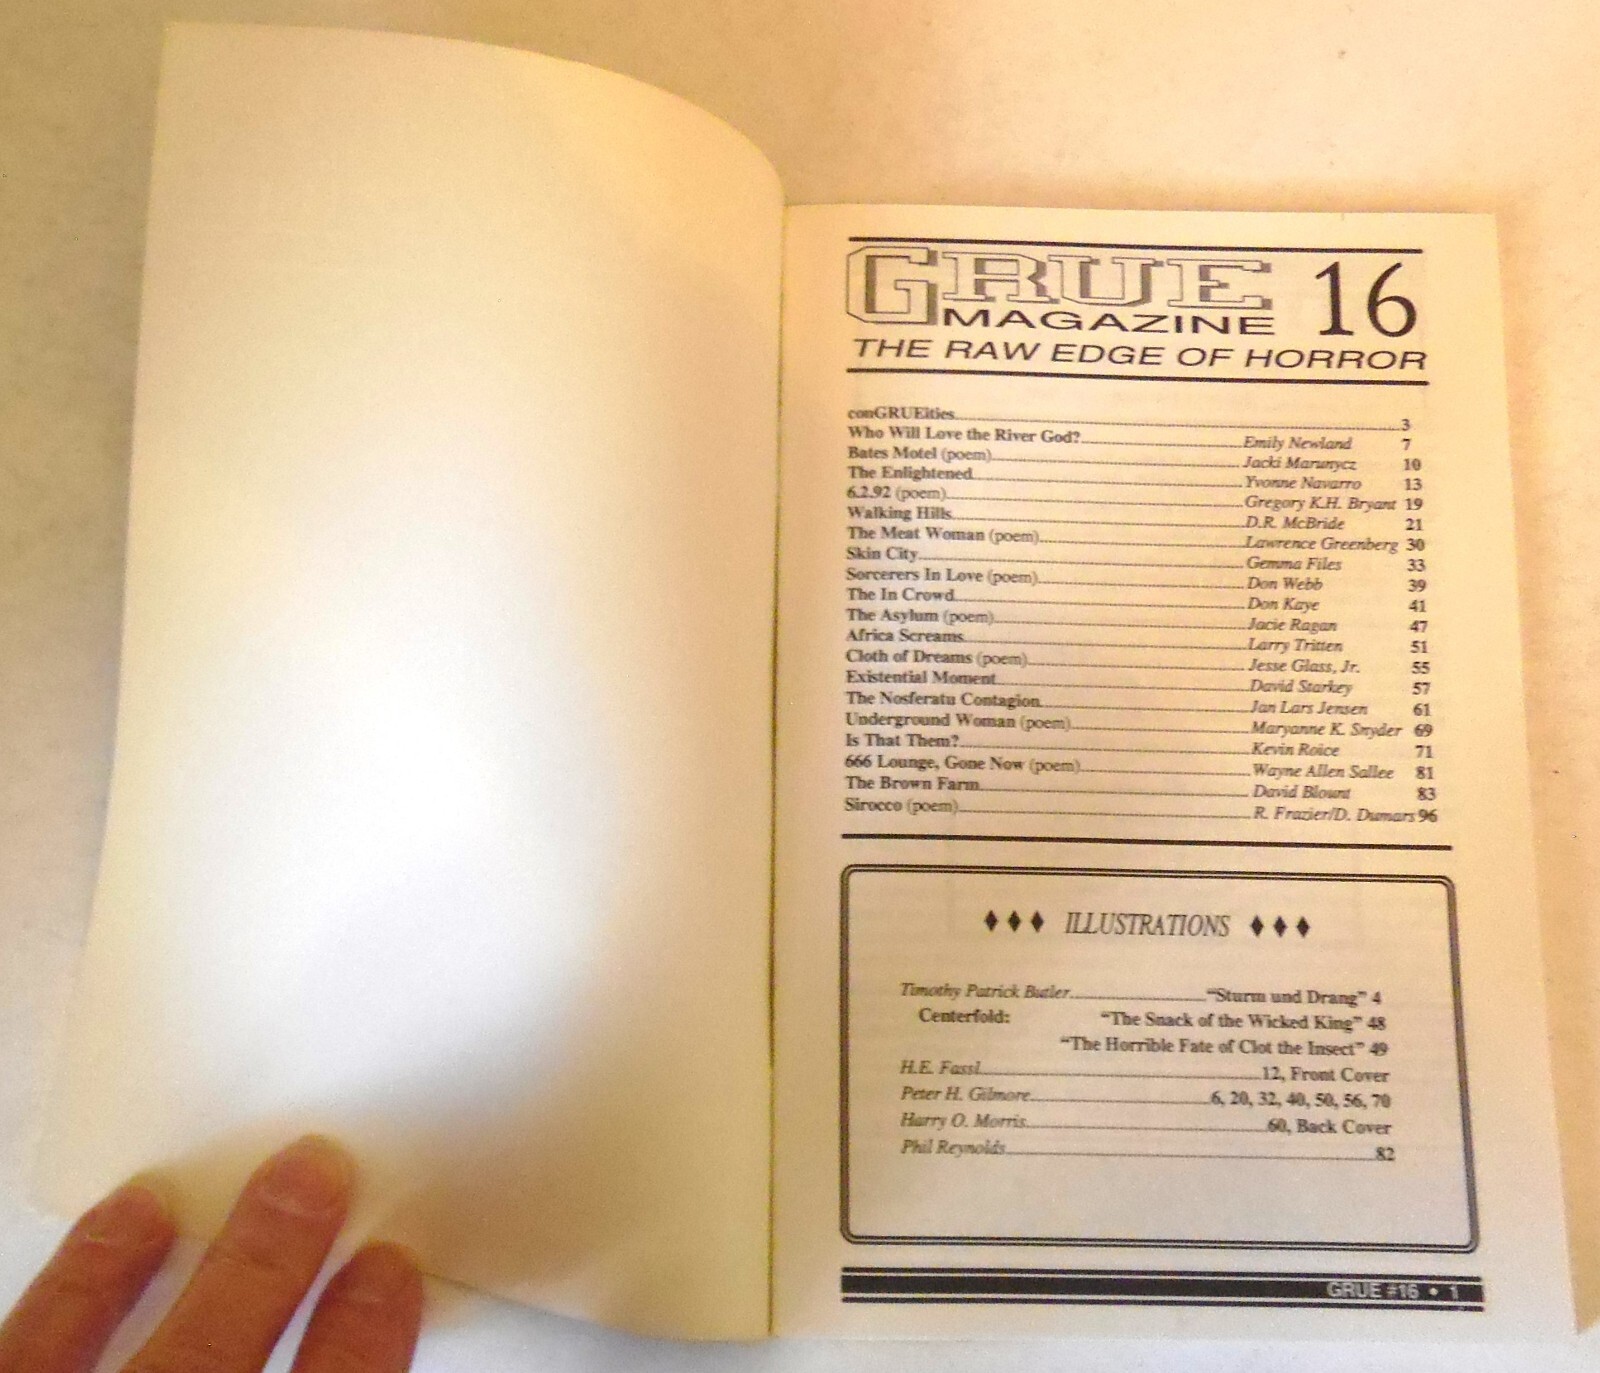 GRUE 16
MAGAZINE
THE RAW EDGE OF HORROR
conGRUEities 3
Who Will Love the River God? Emily Newland 7
Bates Motel (poem) Jacki Marunycz 10
The Enlightened Yvonne Navarro 13
6.2.92 (poem) Gregory K.H. Bryant 19
Walking Hills D.R. McBride 21
The Meat Woman (poem) Lawrence Greenberg 30
Skin City Gemma Files 33
Sorcerers In Love (poem) Don Webb 39
The In Crowd Don Kaye 41
The Asylum (poem) Jacie Ragan 47
Africa Screams Larry Tritten 51
Cloth of Dreams (poem) Jesse Glass, Jr. 55
Existential Moment David Starkey 57
The Nosferatu Contagion Jan Lars Jensen 61
Underground Woman (poem) Maryanne K. Snyder 69
Is That Them? Kevin Roice 71
666 Lounge, Gone Now (poem) Wayne Allen Sallee 81
The Brown Farm David Blount 83
Sirocco (poem) R. Frazier/D. Dumars 96
♦ ♦ ♦ ILLUSTRATIONS ♦ ♦ ♦
Timothy Patrick Butler "Sturm und Drang" 4
Centerfold: "The Snack of the Wicked King" 48
"The Horrible Fate of Clot the Insect" 49
H.E. Fassl 12, Front Cover
Peter H. Gilmore 6, 20, 32, 40, 50, 56, 70
Harry O. Morris 60, Back Cover
Phil Reynolds 82
GRUE #16 • 1